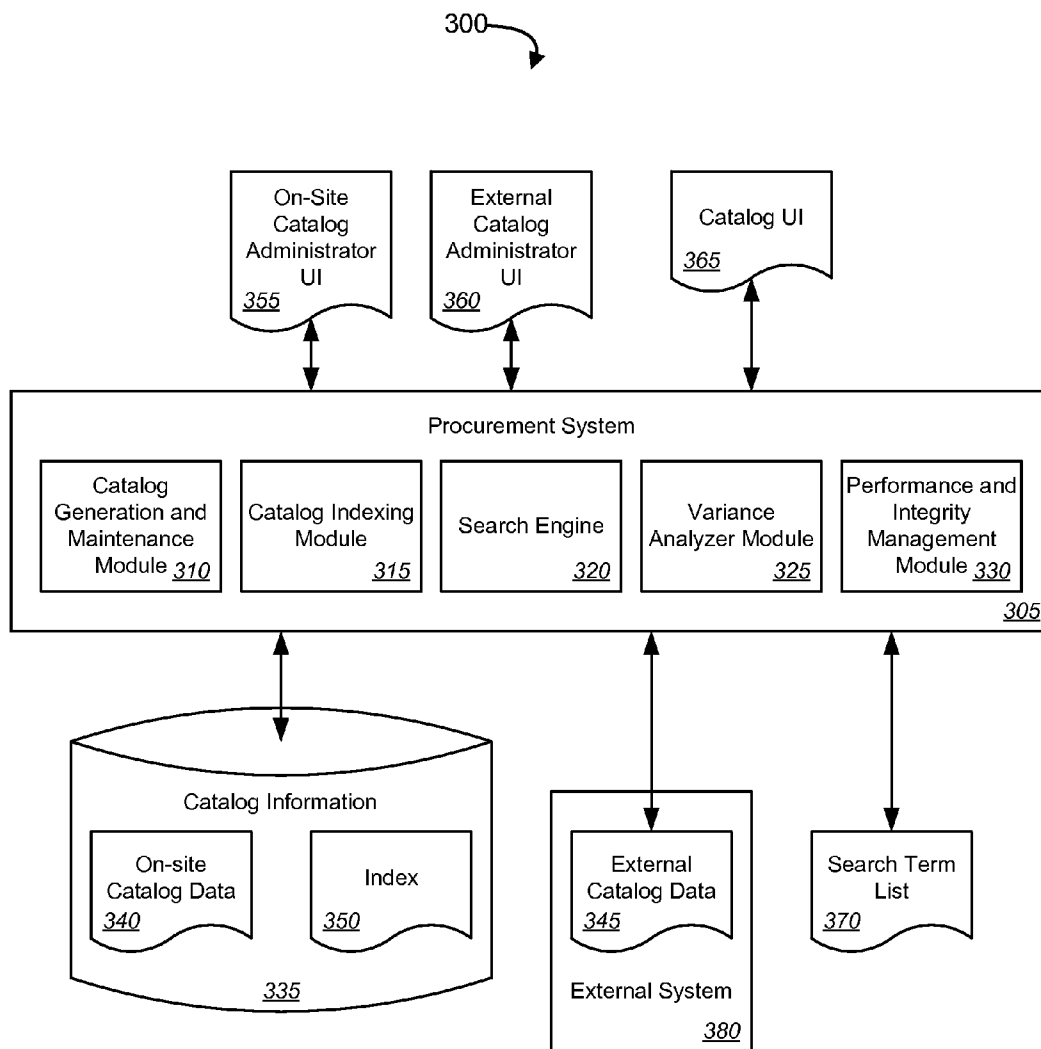 300
On-Site
Catalog
Administrator
UI
355
External
Catalog
Administrator
UI
360
Catalog UI
365
Procurement System
Catalog
Generation and
Maintenance
Module 310
Catalog Indexing
Module
315
Search Engine
320
Variance
Analyzer Module
325
Performance and
Integrity
Management
Module 330
305
Catalog Information
On-site
Catalog Data
340
Index
350
335
External
Catalog Data
345
External System
380
Search Term
List
370